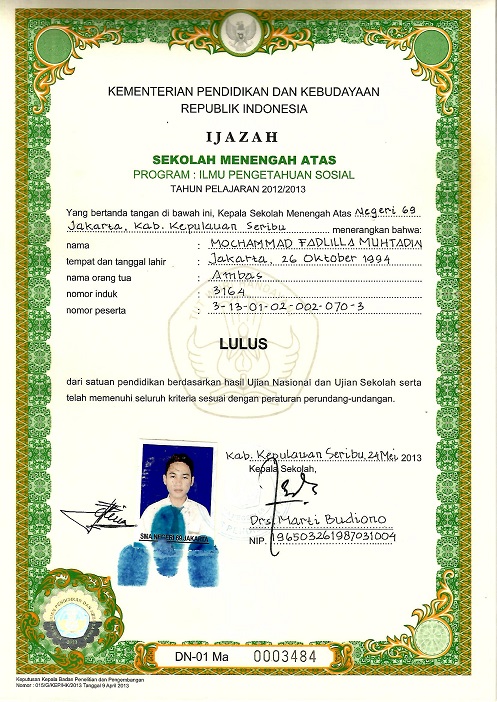 KEMENTERIAN PENDIDIKAN DAN KEBUDAYAAN
REPUBLIK INDONESIA
IJAZAH
SEKOLAH MENENGAH ATAS
PROGRAM : ILMU PENGETAHUAN SOSIAL
TAHUN PELAJARAN 2012/2013
Yang bertanda tangan di bawah ini, Kepala Sekolah Menengah Atas Negeri 69
Jakarta, Kab. Kepulauan Seribu menerangkan bahwa:
nama : MOCHAMMAD FADLILLA MUHTADIN
tempat dan tanggal lahir : Jakarta, 26 Oktober 1994
nama orang tua : Ambas
nomor induk : 3164
nomor peserta : 3-13-01-02-002-070-3
LULUS
dari satuan pendidikan berdasarkan hasil Ujian Nasional dan Ujian Sekolah serta
telah memenuhi seluruh kriteria sesuai dengan peraturan perundang-undangan.
Kab. Kepulauan Seribu, 24 Mei 2013
Kepala Sekolah,
Drs. Marti Budiono
NIP. 196503261987031004
SMA NEGERI 69 JAKARTA
DN-01 Ma 0003484
Keputusan Kepala Badan Penelitian dan Pengembangan
Nomor : 015/G/KEP/HK/2013 Tanggal 9 April 2013